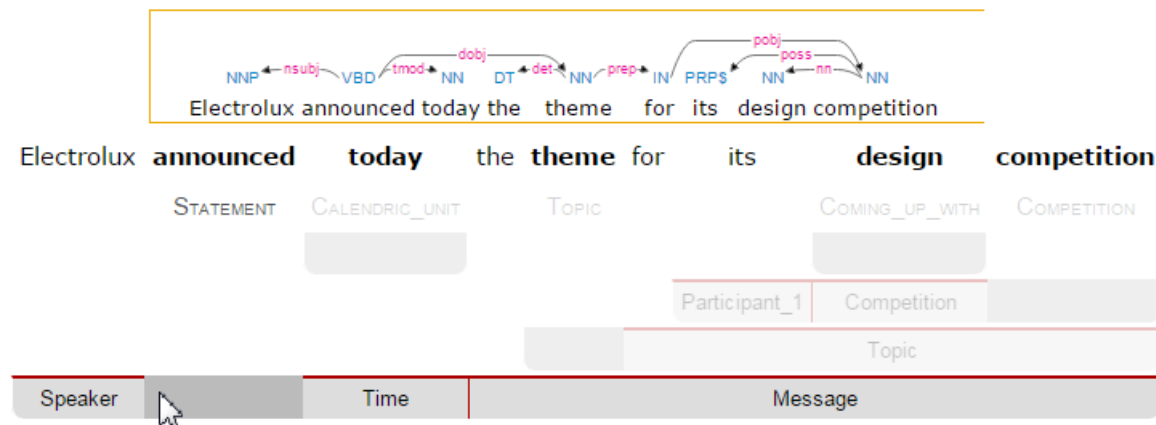 pobj
dobj poss
nsubj tmod det prep nn
NNP VBD NN DT NN IN PRP$ NN NN
Electrolux announced today the theme for its design competition
Electrolux announced today the theme for its design competition
STATEMENT CALENDRIC_UNIT TOPIC COMING_UP_WITH COMPETITION
Participant_1 Competition
Topic
Speaker Time Message